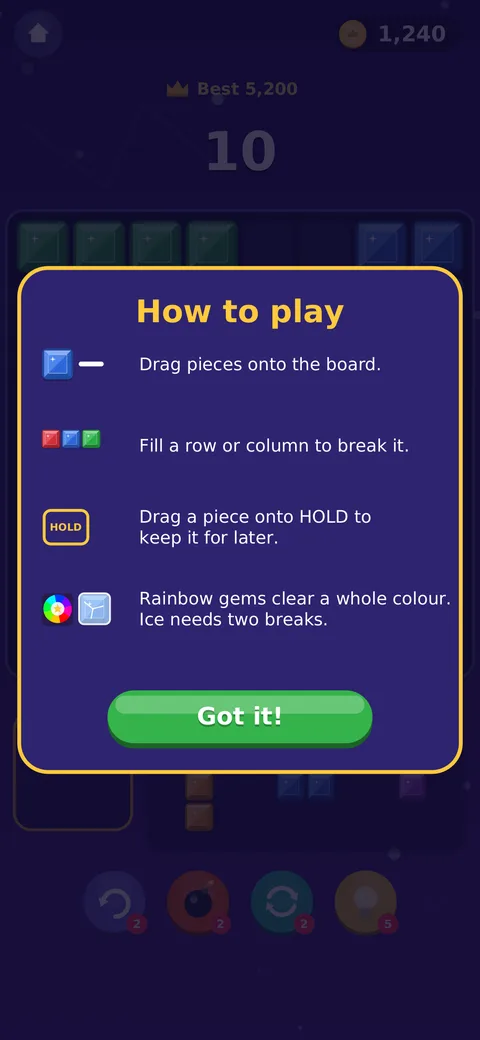 1,240
Best 5,200
10
How to play
Drag pieces onto the board.
Fill a row or column to break it.
HOLD
Drag a piece onto HOLD to
keep it for later.
Rainbow gems clear a whole colour.
Ice needs two breaks.
Got it!
2
2
2
5